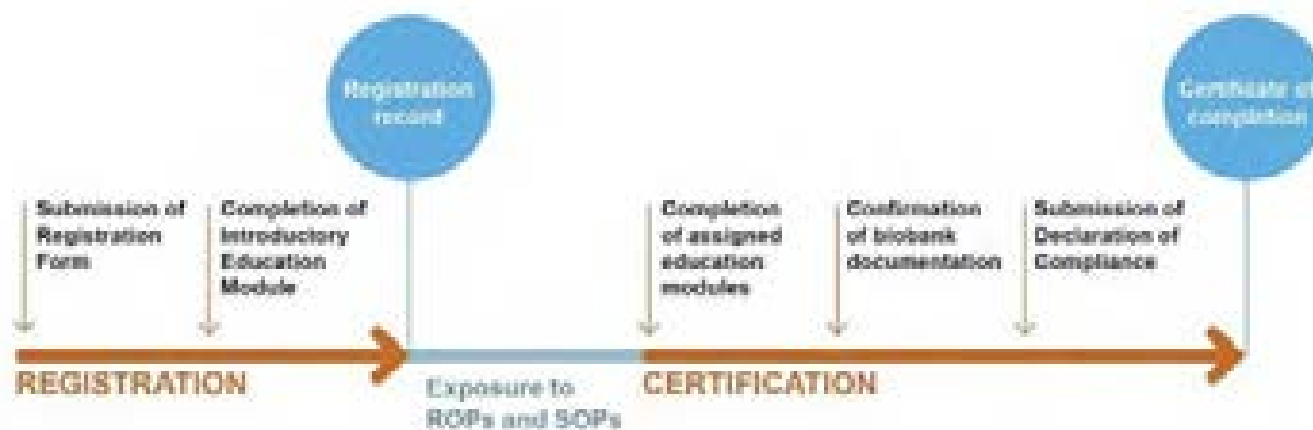 Registration
record
Certificate of
completion
Submission of
Registration
Form
Completion of
Introductory
Education
Module
Completion
of assigned
education
modules
Confirmation
of biobank
documentation
Submission of
Declaration of
Compliance
REGISTRATION
Exposure to
ROPs and SOPs
CERTIFICATION